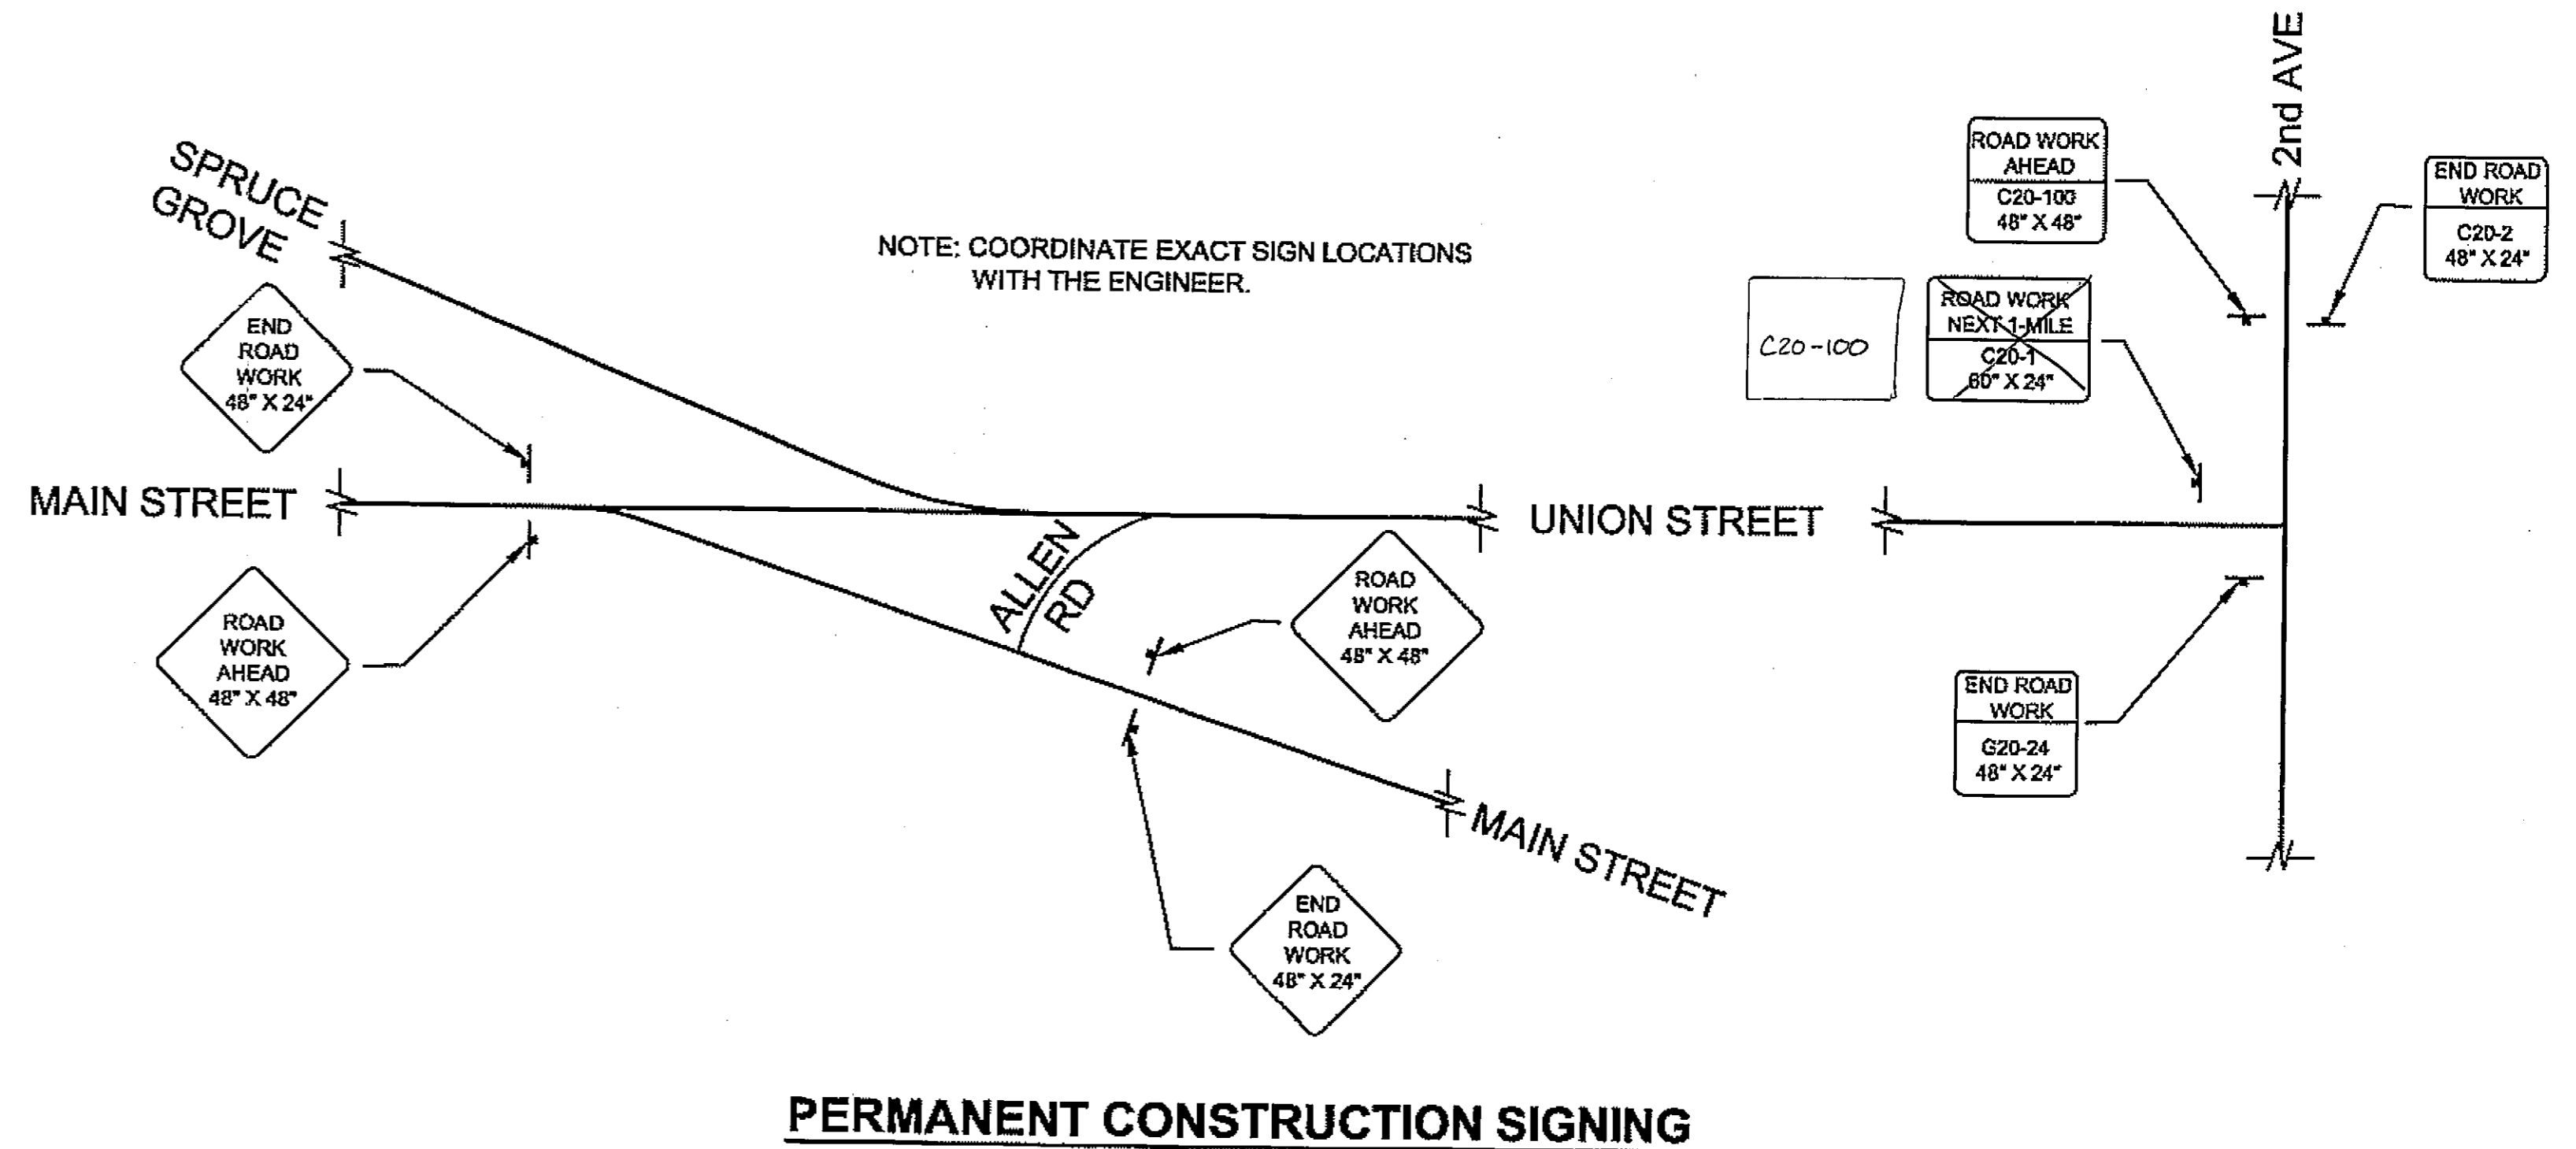 2nd AVE
SPRUCE
GROVE
NOTE: COORDINATE EXACT SIGN LOCATIONS
WITH THE ENGINEER.
ROAD WORK
AHEAD
C20-100
48" X 48"
END ROAD
WORK
C20-2
48" X 24"
C20-100
ROAD WORK
NEXT 1-MILE
C20-1
60" X 24"
END
ROAD
WORK
48" X 24"
MAIN STREET
UNION STREET
ALLEN
RD
ROAD
WORK
AHEAD
48" X 48"
ROAD
WORK
AHEAD
48" X 48"
END ROAD
WORK
G20-24
48" X 24"
MAIN STREET
END
ROAD
WORK
48" X 24"
PERMANENT CONSTRUCTION SIGNING